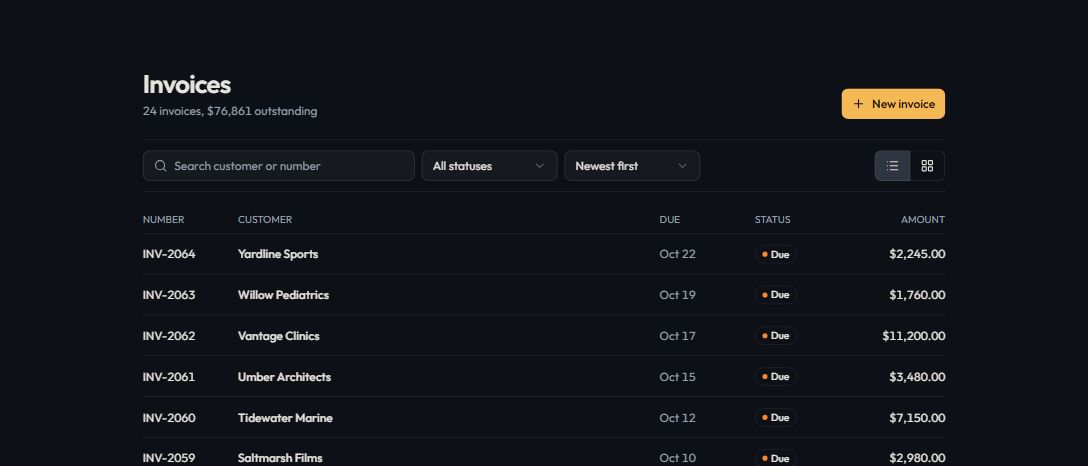 Invoices
24 invoices, $76,861 outstanding
New invoice
Search customer or number
All statuses
Newest first
NUMBER CUSTOMER DUE STATUS AMOUNT
INV-2064 Yardline Sports Oct 22 Due $2,245.00
INV-2063 Willow Pediatrics Oct 19 Due $1,760.00
INV-2062 Vantage Clinics Oct 17 Due $11,200.00
INV-2061 Umber Architects Oct 15 Due $3,480.00
INV-2060 Tidewater Marine Oct 12 Due $7,150.00
INV-2059 Saltmarsh Films Oct 10 Due $2,980.00